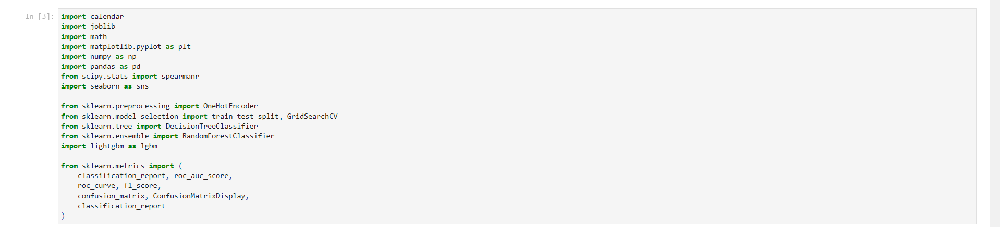 In [3]:
import calendar
import joblib
import math
import matplotlib.pyplot as plt
import numpy as np
import pandas as pd
from scipy.stats import spearmanr
import seaborn as sns

from sklearn.preprocessing import OneHotEncoder
from sklearn.model_selection import train_test_split, GridSearchCV
from sklearn.tree import DecisionTreeClassifier
from sklearn.ensemble import RandomForestClassifier
import lightgbm as lgbm

from sklearn.metrics import (
    classification_report, roc_auc_score,
    roc_curve, f1_score,
    confusion_matrix, ConfusionMatrixDisplay,
    classification_report
)